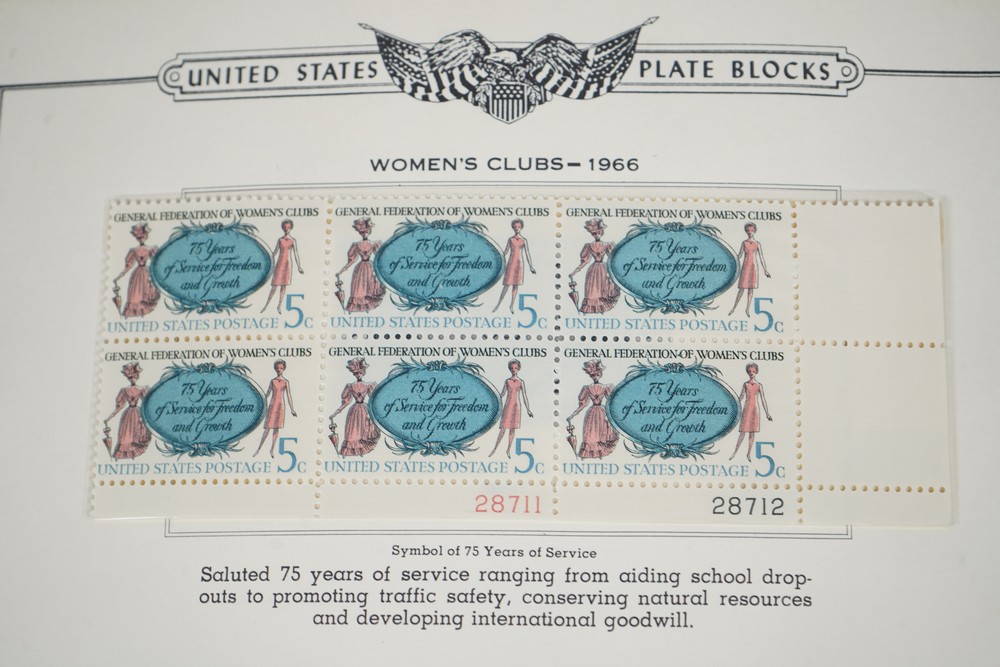 UNITED STATES PLATE BLOCKS
WOMEN'S CLUBS—1966
GENERAL FEDERATION OF WOMEN'S CLUBS
75 Years
of Service for Freedom
and Growth
UNITED STATES POSTAGE 5c
GENERAL FEDERATION OF WOMEN'S CLUBS
75 Years
of Service for Freedom
and Growth
UNITED STATES POSTAGE 5c
GENERAL FEDERATION OF WOMEN'S CLUBS
75 Years
of Service for Freedom
and Growth
UNITED STATES POSTAGE 5c
GENERAL FEDERATION OF WOMEN'S CLUBS
75 Years
of Service for Freedom
and Growth
UNITED STATES POSTAGE 5c
GENERAL FEDERATION OF WOMEN'S CLUBS
75 Years
of Service for Freedom
and Growth
UNITED STATES POSTAGE 5c
GENERAL FEDERATION OF WOMEN'S CLUBS
75 Years
of Service for Freedom
and Growth
UNITED STATES POSTAGE 5c
28711 28712
Symbol of 75 Years of Service
Saluted 75 years of service ranging from aiding school drop-
outs to promoting traffic safety, conserving natural resources
and developing international goodwill.